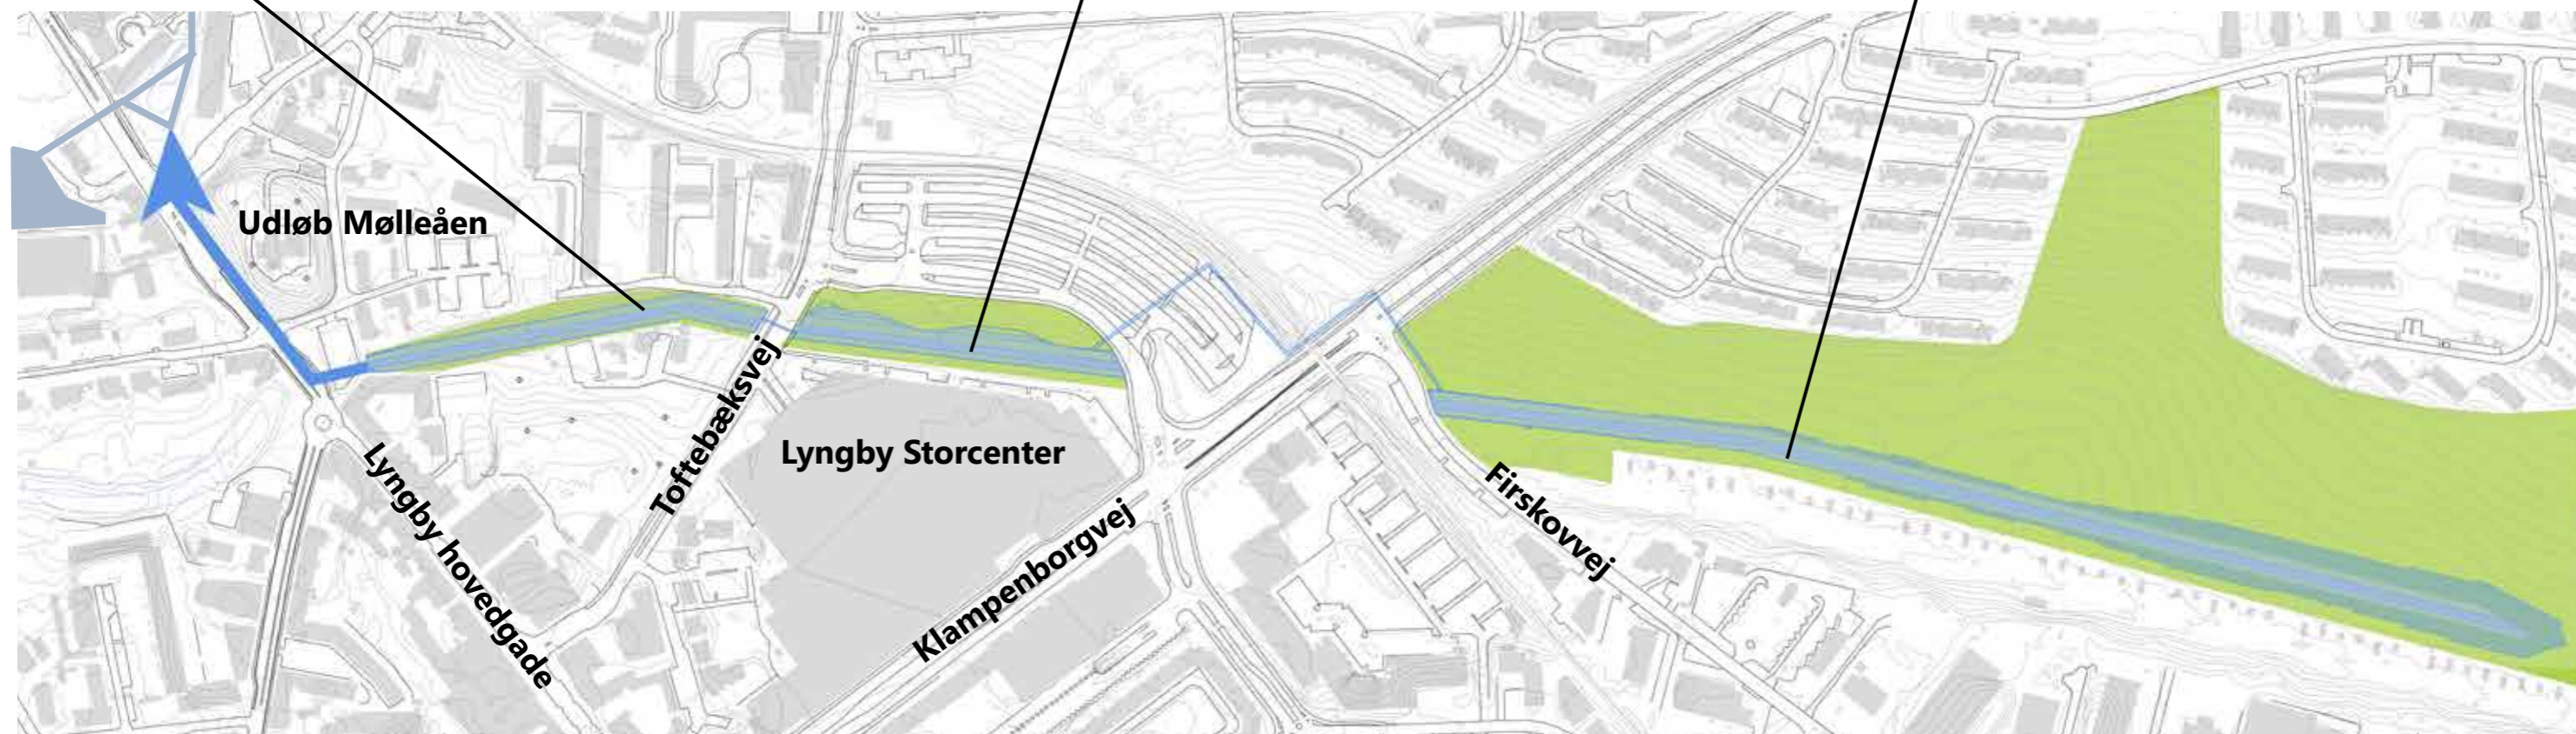 Udløb Mølleåen
Toftebæksvej
Lyngby Storcenter
Lyngby hovedgade
Klampenborgvej
Firskovvej